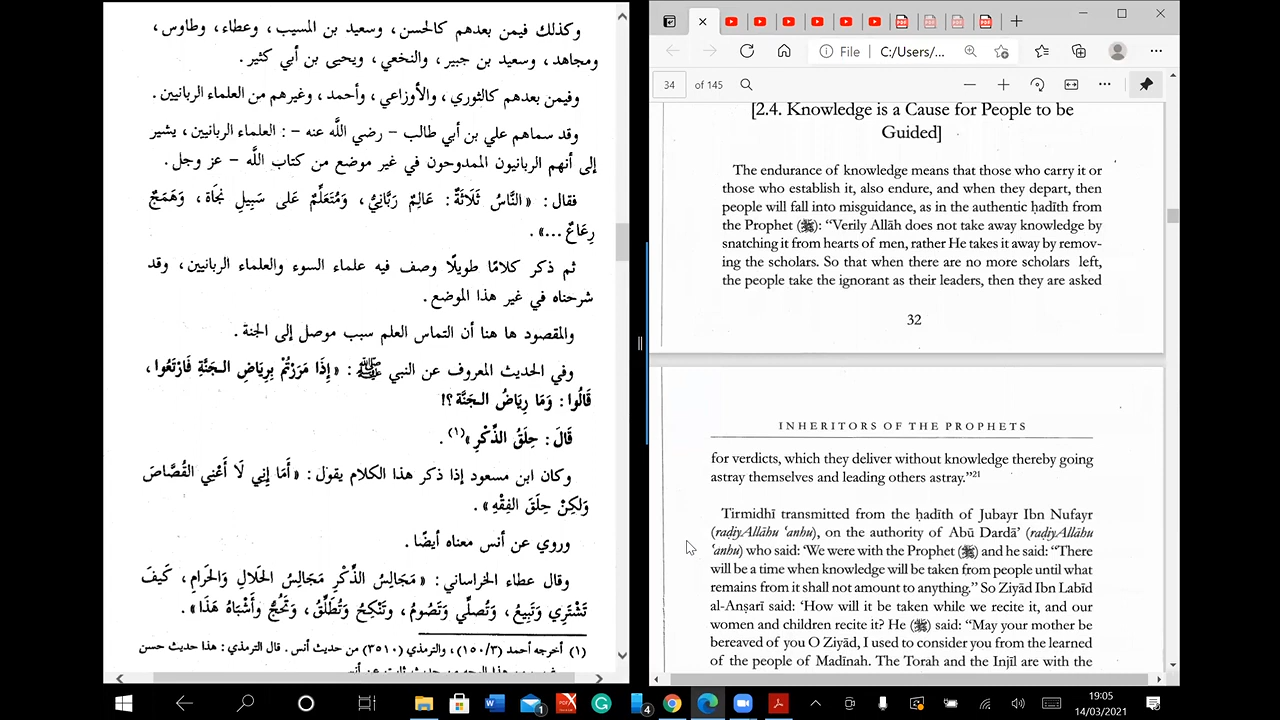 وكذلك فيمن بعدهم كالحسن، وسعيد بن المسيب، وعطاء، وطاوس،
ومجاهد، وسعيد بن جبير، والنخعي، ويحيى بن أبي كثير.
وفيمن بعدهم كالثوري، والأوزاعي، وأحمد، وغيرهم من العلماء الربانيين.
وقد سماهم علي بن أبي طالب - رضي اللَّه عنه - : العلماء الربانيين، يشير
إلى أنهم الربانيون الممدوحون في غير موضع من كتاب اللَّه - عز وجل.
فقال: «النَّاسُ ثَلَاثَةٌ: عَالِمٌ رَبَّانِيٌّ، وَمُتَعَلِّمٌ عَلى سَبِيلِ نجَاة، وَهَمَجٌ
رِعَاعٌ ...».
ثم ذكر كلامًا طويلًا وصف فيه علماء السوء والعلماء الربانيين، وقد
شرحناه في غير هذا الموضع.
والمقصود ها هنا أن التماس العلم سبب موصل إلى الجنة.
وفي الحديث المعروف عن النبي ﷺ: «إِذَا مَرَرْتُمْ بِرِيَاضِ الـجَنَّةِ فَارْتَعُوا،
قَالُوا: وَمَا رِيَاضُ الـجَنَّة؟!
قَالَ: حِلَقُ الذِّكْرِ»(١).
وكان ابن مسعود إذا ذكر هذا الكلام يقول: «أَمَا إِنِي لَا أَعْنِي القُصَّاصَ
وَلكِنْ حِلَقَ الفِقْهِ».
وروي عن أنس معناه أيضًا.
وقال عطاء الخراساني: «مَجَالِسُ الذِّكْرِ مَجَالِسُ الحَلَالِ وَالحَرامِ، كَيفَ
تَشْتَرِي وَتَبِيعُ، وَتُصلِّي وَتَصُومُ، وَتَنْكِحُ وَتُطَلِّقُ، وَتَحُجُّ وأَشْبَاهُ هَذَا».
(١) أخرجه أحمد (٣/١٥٠)، والترمذي (٣٥١٠) من حديث أنس. قال الترمذي: هذا حديث حسن
File C:/Users/...
34 of 145
[2.4. Knowledge is a Cause for People to be
Guided]
The endurance of knowledge means that those who carry it or
those who establish it, also endure, and when they depart, then
people will fall into misguidance, as in the authentic ḥadīth from
the Prophet (ﷺ): “Verily Allāh does not take away knowledge by
snatching it from hearts of men, rather He takes it away by remov-
ing the scholars. So that when there are no more scholars left,
the people take the ignorant as their leaders, then they are asked
32
INHERITORS OF THE PROPHETS
for verdicts, which they deliver without knowledge thereby going
astray themselves and leading others astray.”21
Tirmidhī transmitted from the ḥadīth of Jubayr Ibn Nufayr
(raḍiyAllāhu ‘anhu), on the authority of Abū Dardā’ (raḍiyAllāhu
‘anhu) who said: ‘We were with the Prophet (ﷺ) and he said: “There
will be a time when knowledge will be taken from people until what
remains from it shall not amount to anything.” So Ziyād Ibn Labīd
al-Anṣarī said: ‘How will it be taken while we recite it, and our
women and children recite it? He (ﷺ) said: “May your mother be
bereaved of you O Ziyād, I used to consider you from the learned
of the people of Madīnah. The Torah and the Injīl are with the
19:05
14/03/2021